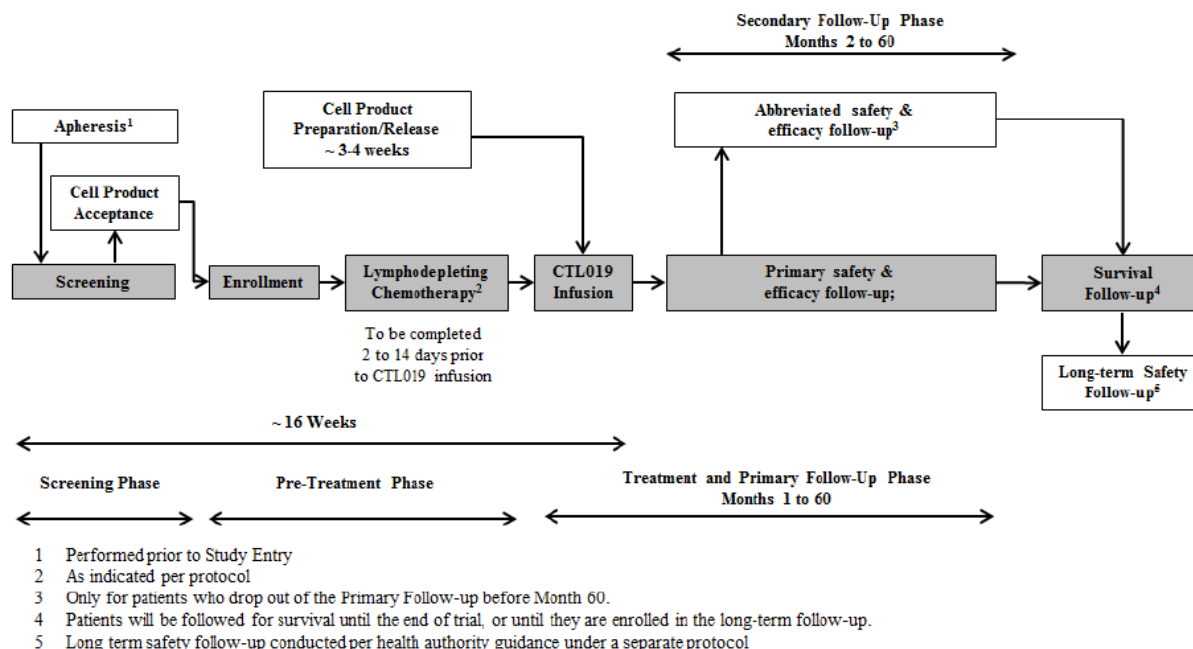 Secondary Follow-Up Phase
Months 2 to 60
Apheresis¹
Cell Product
Preparation/Release
~ 3-4 weeks
Abbreviated safety &
efficacy follow-up³
Cell Product
Acceptance
Screening
Enrollment
Lymphodepleting
Chemotherapy²
CTL019
Infusion
Primary safety &
efficacy follow-up;
Survival
Follow-up⁴
To be completed
2 to 14 days prior
to CTL019 infusion
Long-term Safety
Follow-up⁵
~ 16 Weeks
Screening Phase
Pre-Treatment Phase
Treatment and Primary Follow-Up Phase
Months 1 to 60
1 Performed prior to Study Entry
2 As indicated per protocol
3 Only for patients who drop out of the Primary Follow-up before Month 60.
4 Patients will be followed for survival until the end of trial, or until they are enrolled in the long-term follow-up.
5 Long term safety follow-up conducted per health authority guidance under a separate protocol